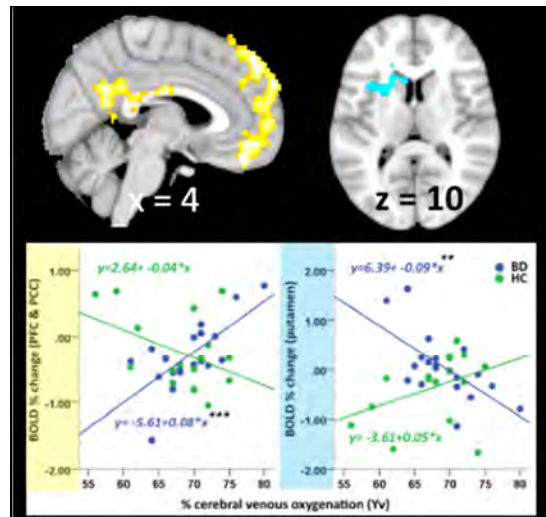 x = 4
z = 10
y=2.64+ -0.04*x
y= -5.61+0.08*x***
BOLD % change (PFC & PCC)
1.00
.00
-1.00
-2.00
55 60 65 70 75 80
y=6.39+ -0.09*x**
BD
HC
y= -3.61+0.05*x
BOLD % change (putamen)
2.00
1.00
.00
-1.00
-2.00
55 60 65 70 75 80
% cerebral venous oxygenation (Yv)